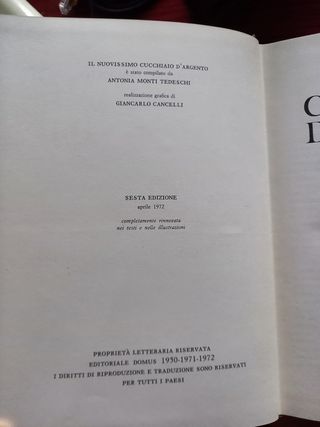 IL NUOVISSIMO CUCCHIAIO D'ARGENTO
è stato compilato da
ANTONIA MONTI TEDESCHI
realizzazione grafica di
GIANCARLO CANCELLI
SESTA EDIZIONE
aprile 1972
completamente rinnovata
nei testi e nelle illustrazioni
PROPRIETÀ LETTERARIA RISERVATA
EDITORIALE DOMUS 1950-1971-1972
I DIRITTI DI RIPRODUZIONE E TRADUZIONE SONO RISERVATI
PER TUTTI I PAESI